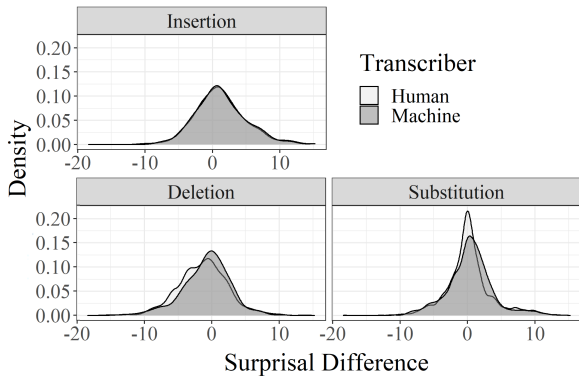 Insertion
0.20
0.15
0.10
0.05
0.00
-20 -10 0 10
Transcriber
Human
Machine
Density
Deletion Substitution
0.20
0.15
0.10
0.05
0.00
-20 -10 0 10 -20 -10 0 10
Surprisal Difference